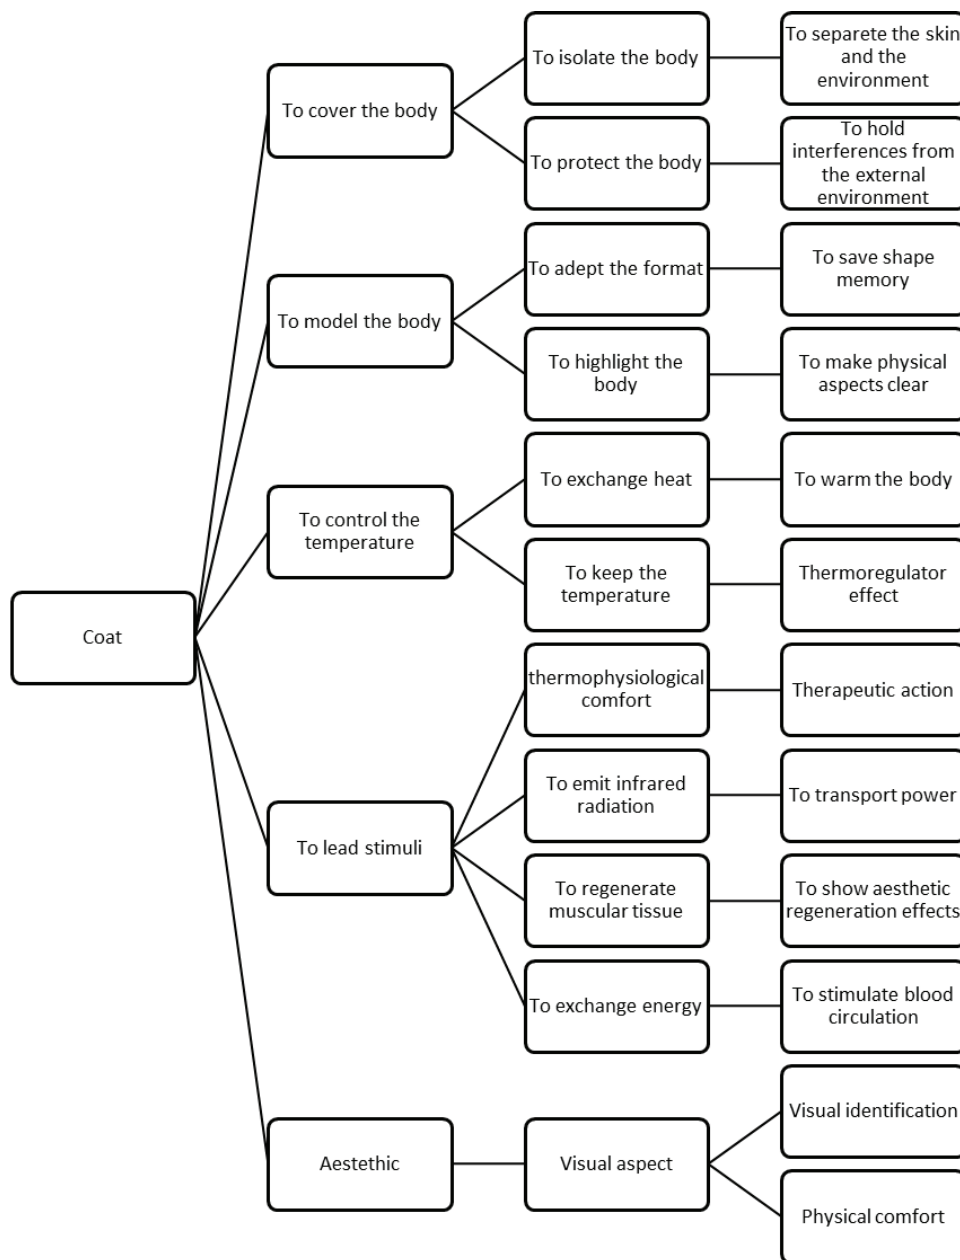 To isolate the body
To separete the skin
and the
environment
To cover the body
To protect the body
To hold
interferences from
the external
environment
To adept the format
To save shape
memory
To model the body
To highlight the
body
To make physical
aspects clear
To exchange heat
To warm the body
To control the
temperature
To keep the
temperature
Thermoregulator
effect
Coat
thermophysiological
comfort
Therapeutic action
To emit infrared
radiation
To transport power
To lead stimuli
To regenerate
muscular tissue
To show aesthetic
regeneration effects
To exchange energy
To stimulate blood
circulation
Aestethic
Visual aspect
Visual identification
Physical comfort